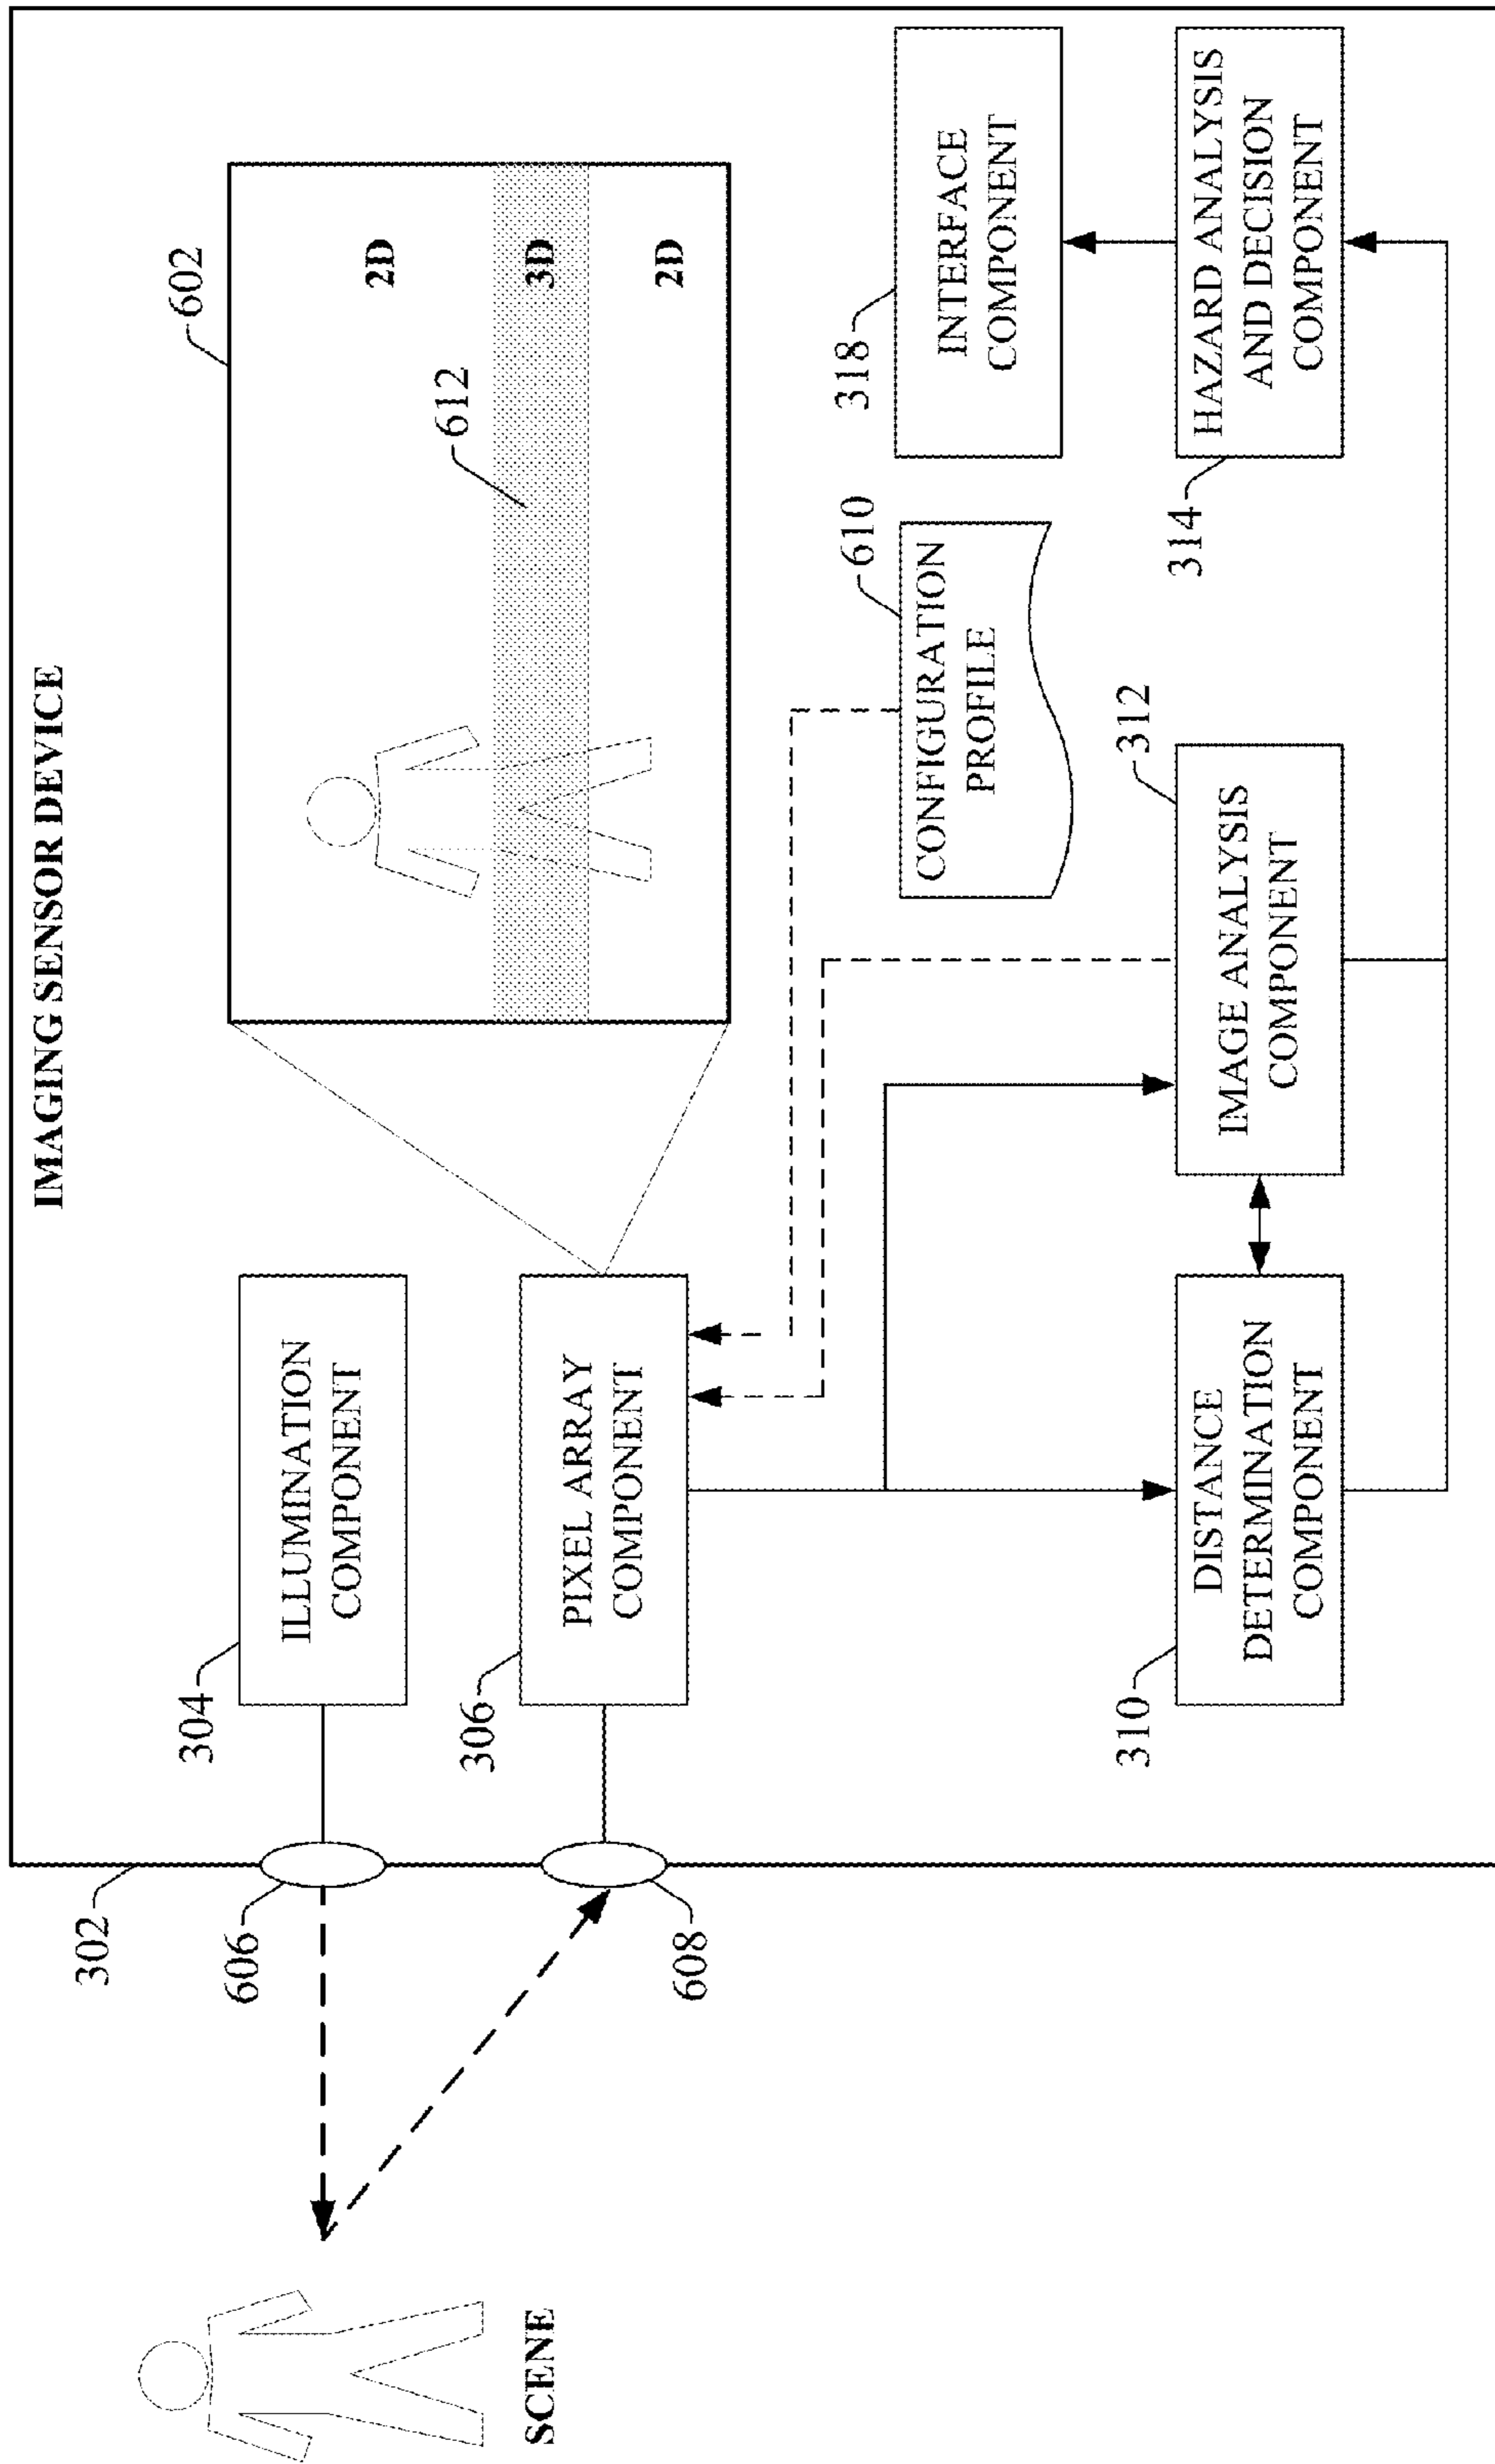 IMAGING SENSOR DEVICE
302
304
ILLUMINATION
COMPONENT
602
2D
612
3D
2D
606
306
PIXEL ARRAY
COMPONENT
608
SCENE
610
CONFIGURATION
PROFILE
318
INTERFACE
COMPONENT
310
DISTANCE
DETERMINATION
COMPONENT
312
IMAGE ANALYSIS
COMPONENT
314
HAZARD ANALYSIS
AND DECISION
COMPONENT